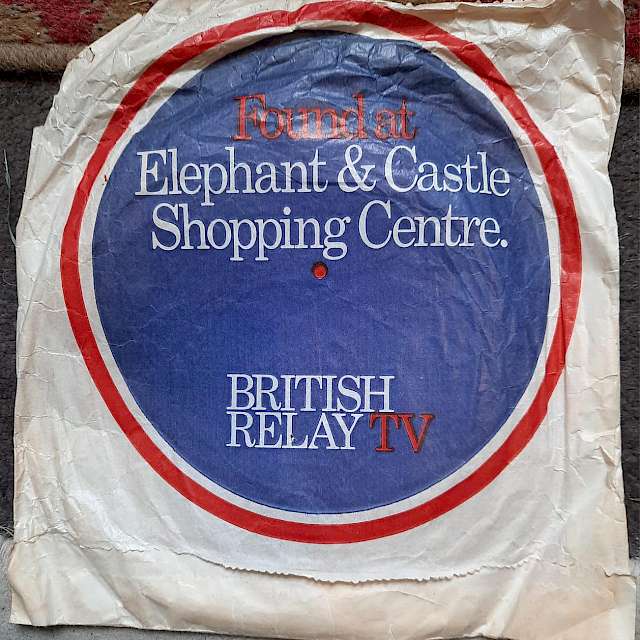 Found at
Elephant & Castle
Shopping Centre.
BRITISH
RELAY TV